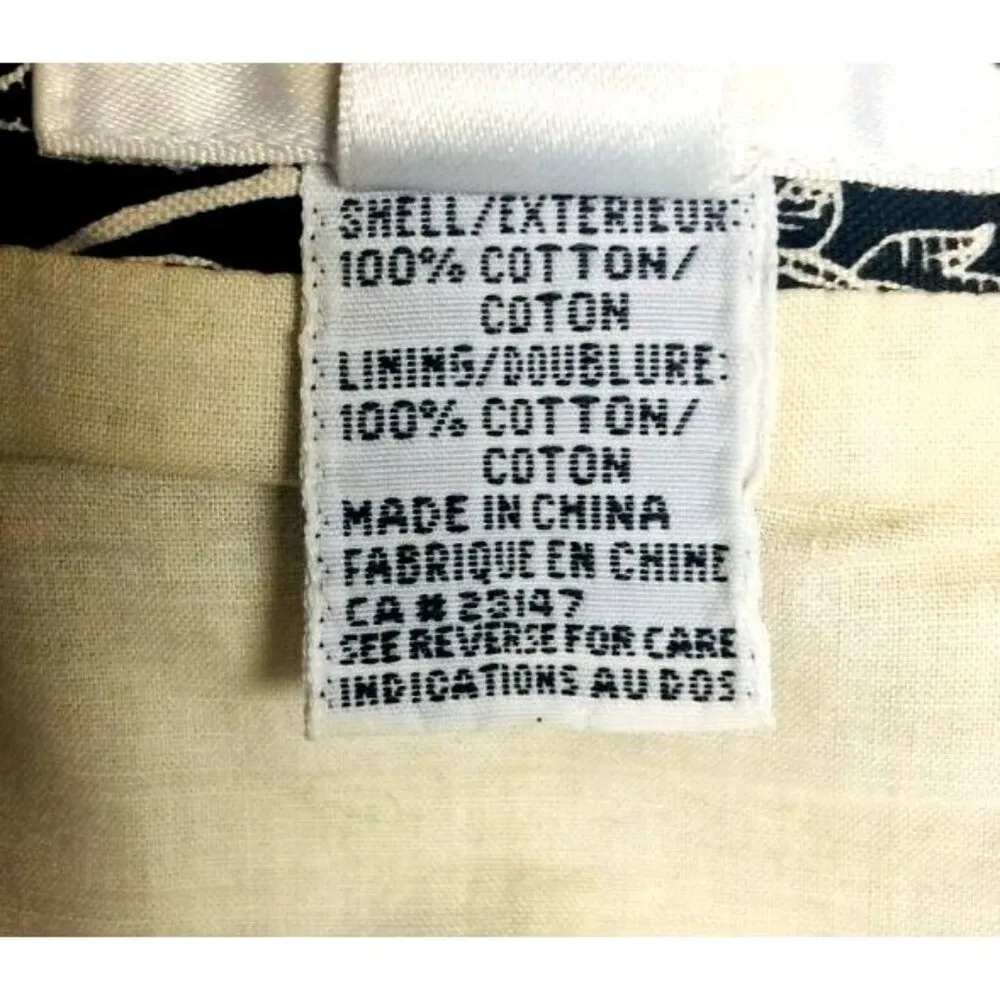 SHELL/EXTERIEUR:
100% COTTON/
COTON
LINING/DOUBLURE:
100% COTTON/
COTON
MADE IN CHINA
FABRIQUE EN CHINE
CA # 23147
SEE REVERSE FOR CARE
INDICATIONS AU DOS